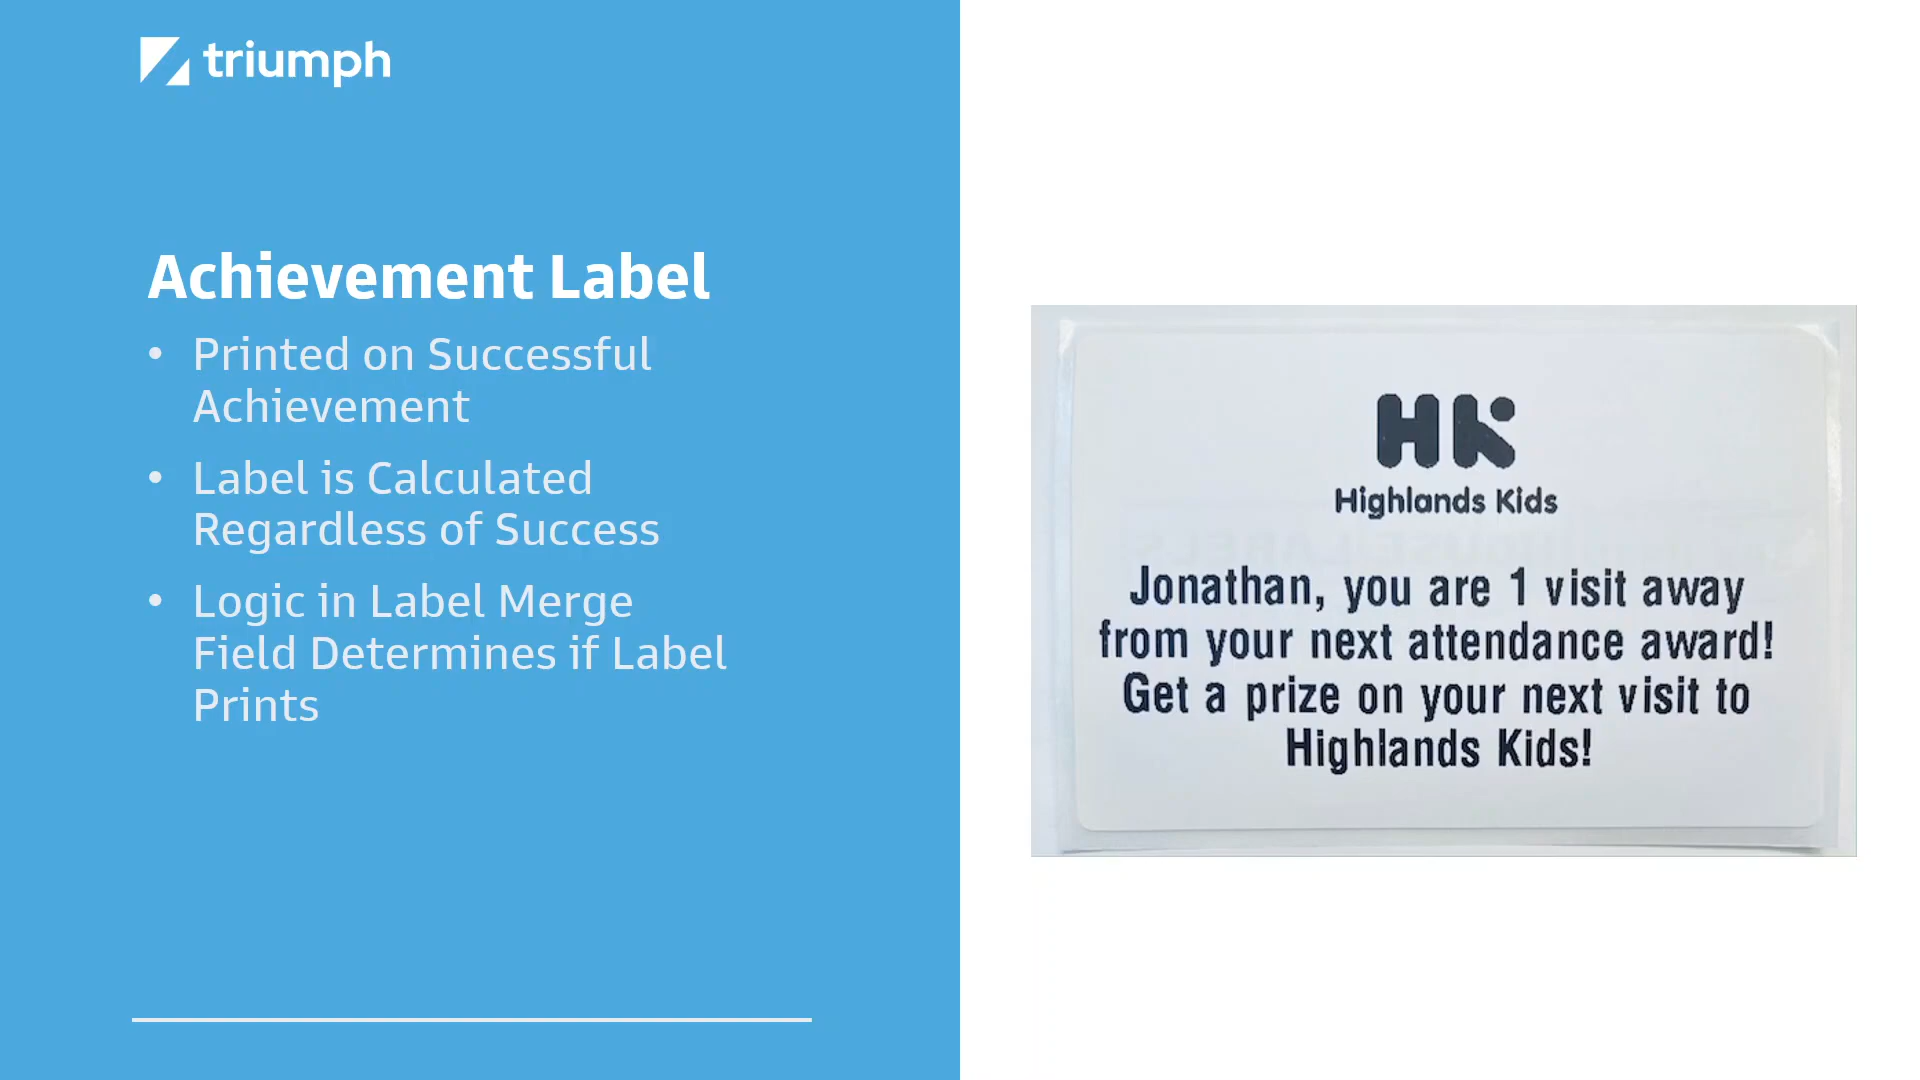 triumph
Achievement Label
• Printed on Successful
Achievement
• Label is Calculated
Regardless of Success
• Logic in Label Merge
Field Determines if Label
Prints
HK
Highlands Kids
Jonathan, you are 1 visit away
from your next attendance award!
Get a prize on your next visit to
Highlands Kids!